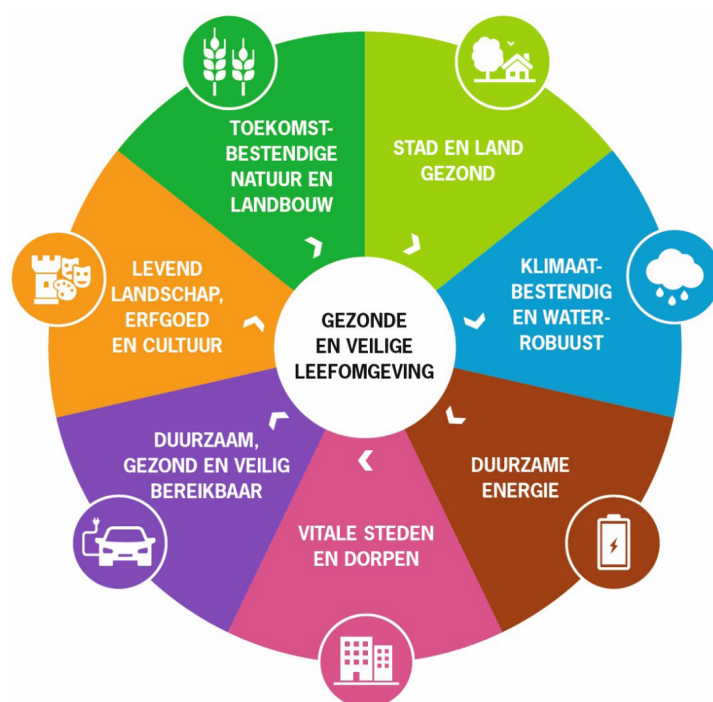 TOEKOMST-
BESTENDIGE
NATUUR EN
LANDBOUW
STAD EN LAND
GEZOND
KLIMAAT-
BESTENDIG
EN WATER-
ROBUUST
DUURZAME
ENERGIE
VITALE STEDEN
EN DORPEN
DUURZAAM,
GEZOND EN VEILIG
BEREIKBAAR
LEVEND
LANDSCHAP,
ERFGOED
EN CULTUUR
GEZONDE
EN VEILIGE
LEEFOMGEVING